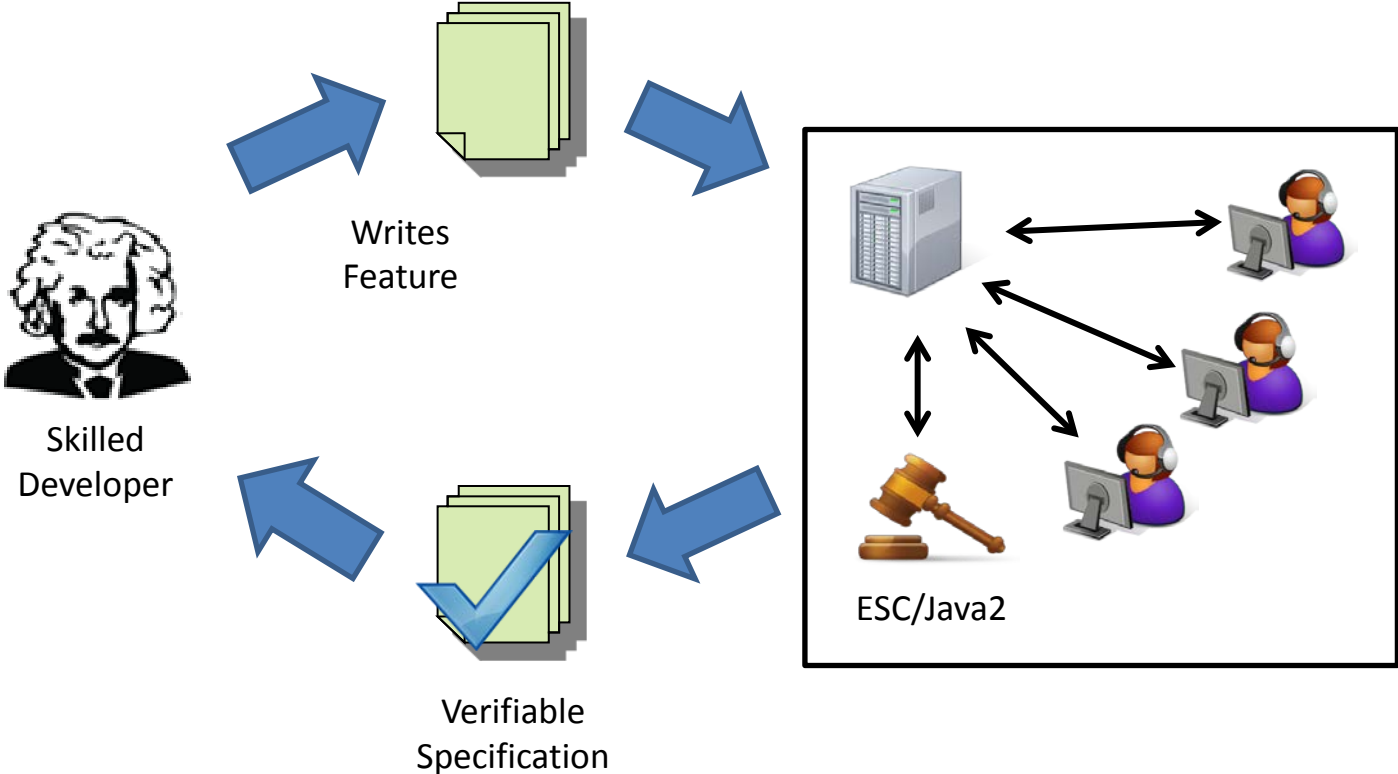 Writes
Feature
Skilled
Developer
ESC/Java2
Verifiable
Specification